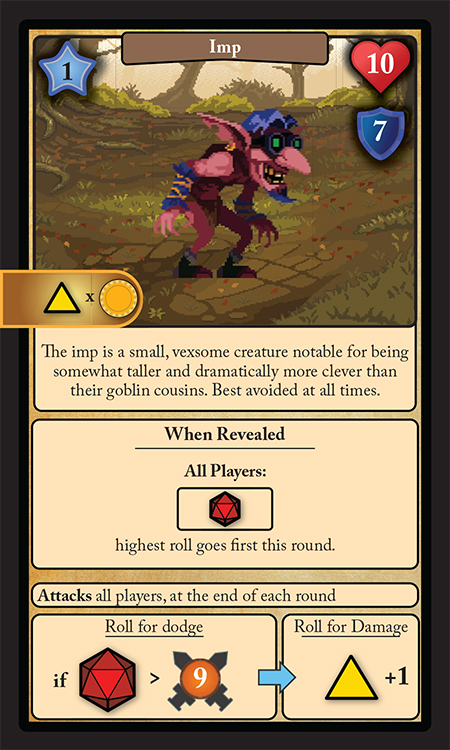 Imp
1
10
7
x
The imp is a small, vexsome creature notable for being
somewhat taller and dramatically more clever than
their goblin cousins. Best avoided at all times.
When Revealed
All Players:
highest roll goes first this round.
Attacks all players, at the end of each round
Roll for dodge
if > 9
Roll for Damage
+1